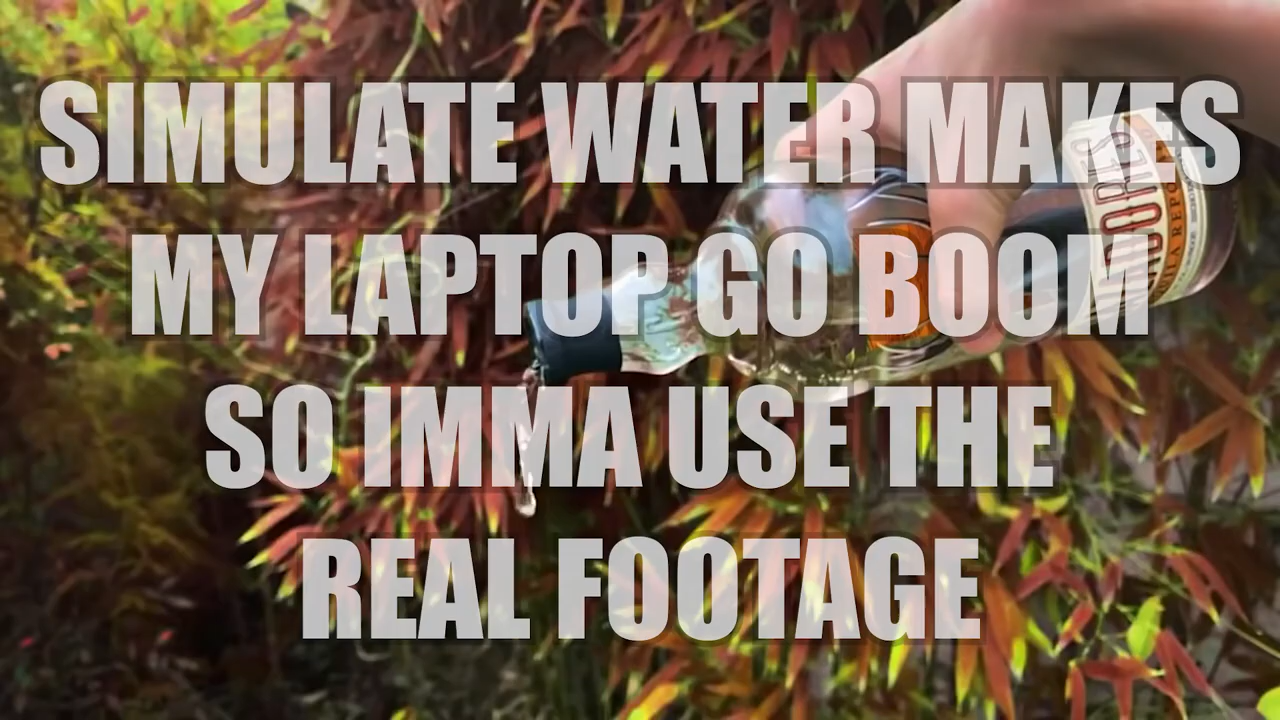 SIMULATE WATER MAKES
MY LAPTOP GO BOOM
SO IMMA USE THE
REAL FOOTAGE